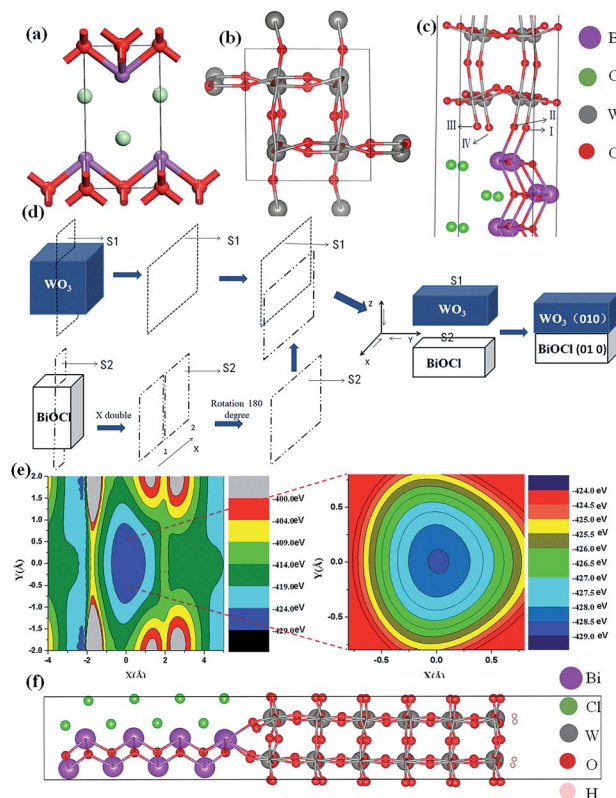 (a)
(b)
(c)
III
IV
II
I
(d)
S1
WO3
S1
S1
S2
BiOCl
X double
S2
1
2
X
Rotation 180
degree
S2
Z
Y
X
S1
WO3
S2
BiOCl
WO3 (010)
BiOCl (01 0)
(e)
Y(Å)
2.0
1.5
1.0
0.5
0.0
-0.5
-1.0
-1.5
-2.0
-4
-2
0
2
4
X(Å)
-400.0eV
-404.0eV
-409.0eV
-414.0eV
-419.0eV
-424.0eV
-429.0eV
Y(Å)
0.5
0.0
-0.5
-0.5
0.0
0.5
X(Å)
-424.0 eV
-424.5 eV
-425.0 eV
-425.5 eV
-426.0 eV
-426.5 eV
-427.0 eV
-427.5 eV
-428.0 eV
-428.5 eV
-429.0 eV
(f)
Bi
Cl
W
O
H